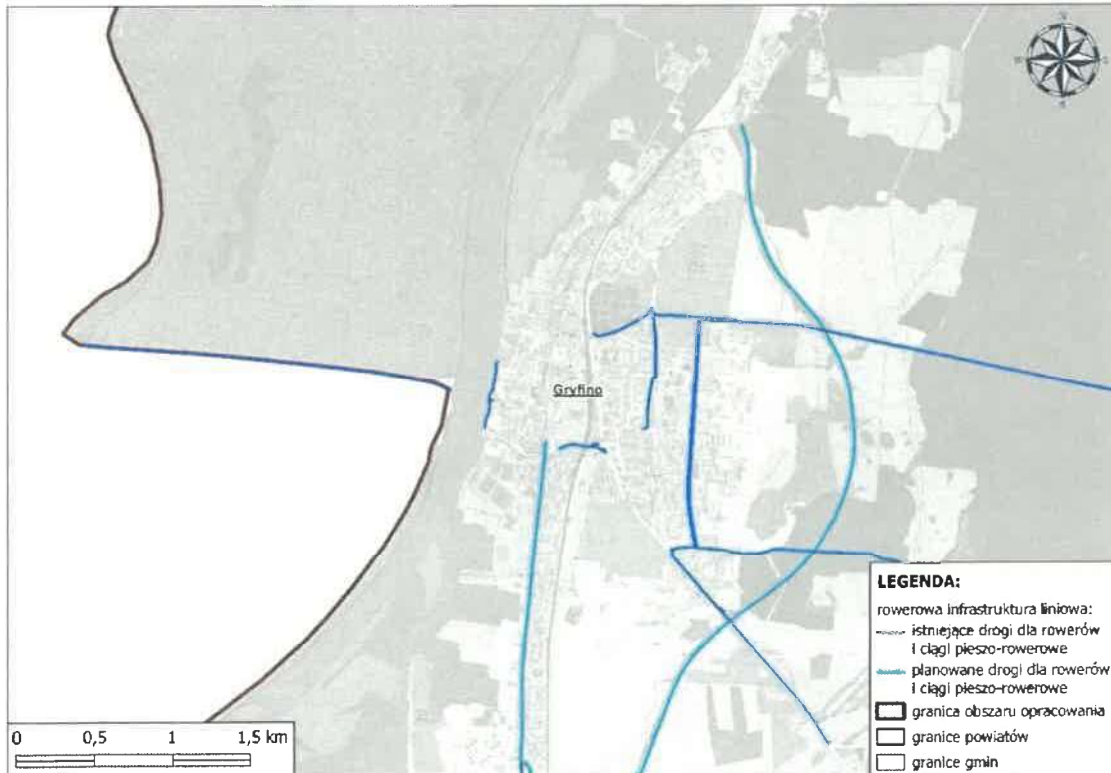 N
W
E
S
Gryfino
LEGENDA:
rowerowa infrastruktura liniowa:
istniejące drogi dla rowerów
i ciągi pieszo-rowerowe
planowane drogi dla rowerów
i ciągi pieszo-rowerowe
granica obszaru opracowania
granice powiatów
granice gmin
0 0,5 1 1,5 km